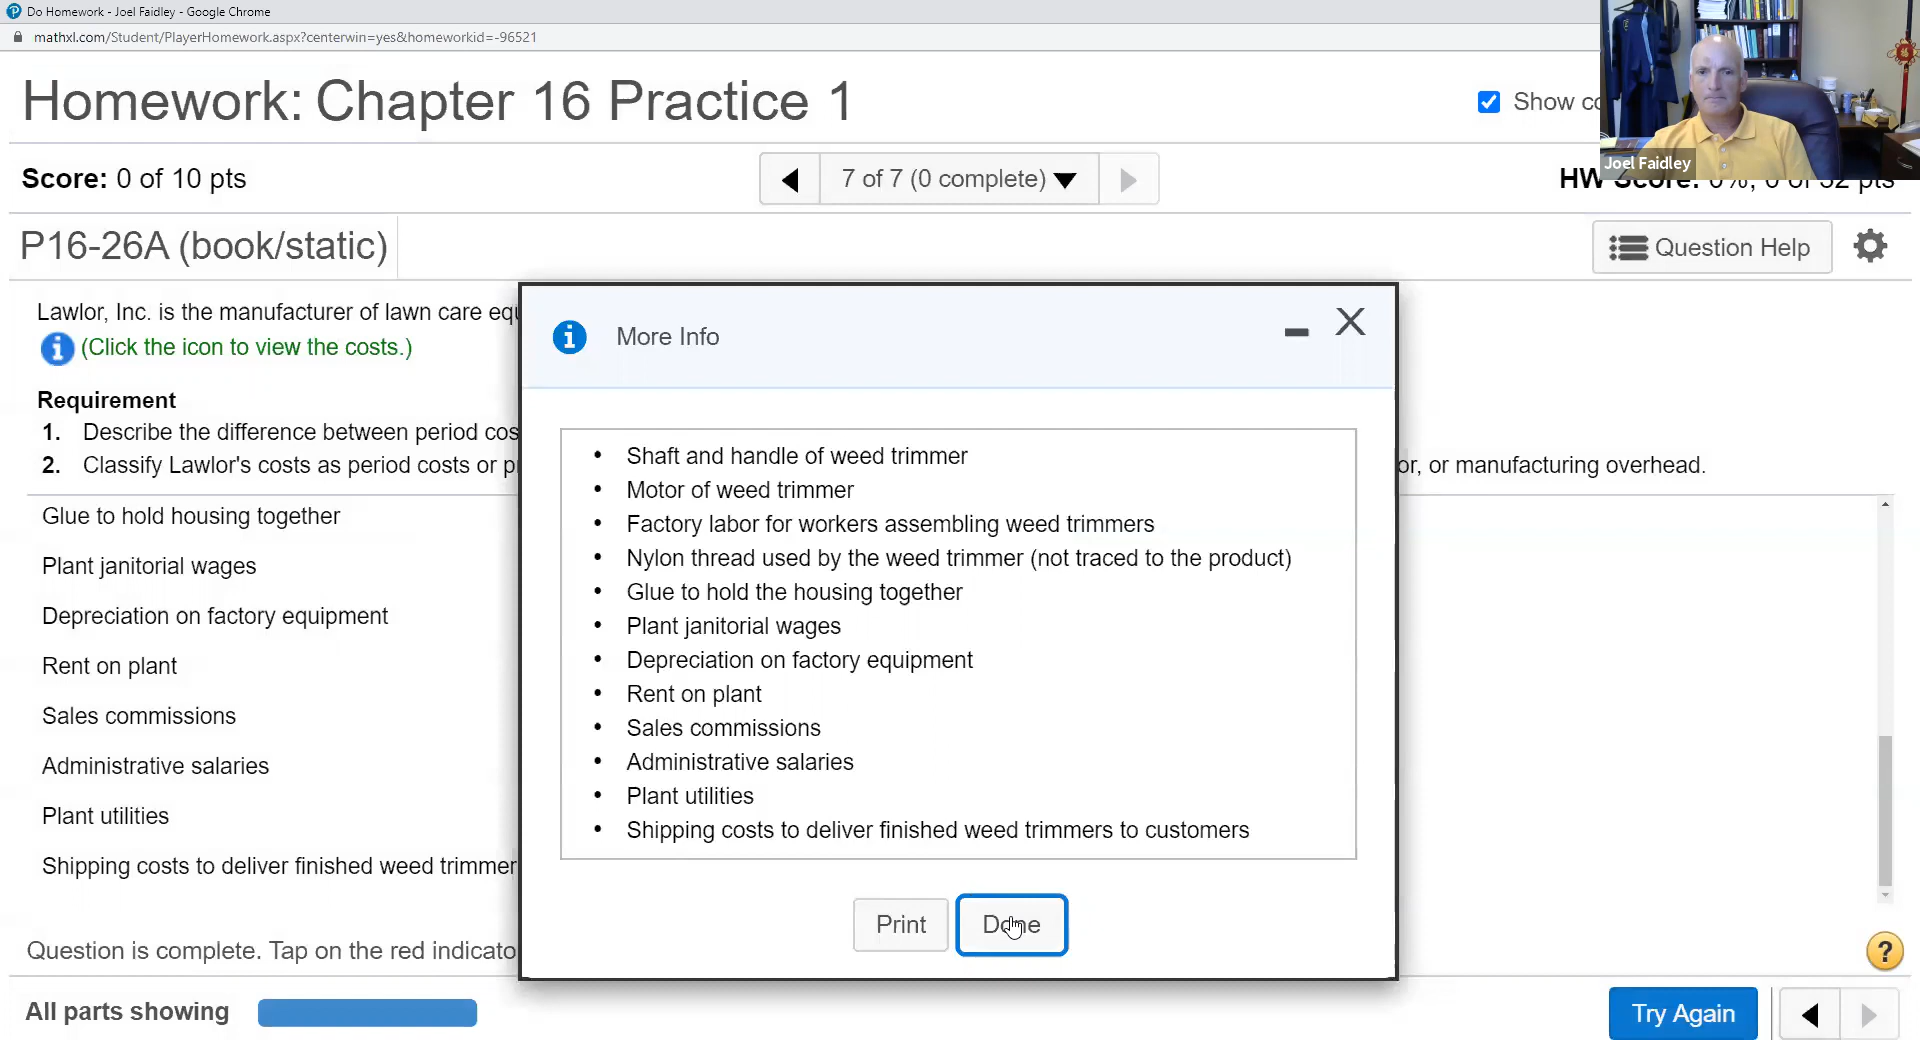 Do Homework - Joel Faidley - Google Chrome
mathxl.com/Student/PlayerHomework.aspx?centerwin=yes&homeworkid=-96521
Homework: Chapter 16 Practice 1
Show co
Joel Faidley
Score: 0 of 10 pts
7 of 7 (0 complete)
HW Score: 0%, 0 of 52 pts
P16-26A (book/static)
Question Help
Lawlor, Inc. is the manufacturer of lawn care equ
(Click the icon to view the costs.)
Requirement
1. Describe the difference between period cos
2. Classify Lawlor's costs as period costs or p
or, or manufacturing overhead.
Glue to hold housing together
Plant janitorial wages
Depreciation on factory equipment
Rent on plant
Sales commissions
Administrative salaries
Plant utilities
Shipping costs to deliver finished weed trimmer
Question is complete. Tap on the red indicato
More Info
• Shaft and handle of weed trimmer
• Motor of weed trimmer
• Factory labor for workers assembling weed trimmers
• Nylon thread used by the weed trimmer (not traced to the product)
• Glue to hold the housing together
• Plant janitorial wages
• Depreciation on factory equipment
• Rent on plant
• Sales commissions
• Administrative salaries
• Plant utilities
• Shipping costs to deliver finished weed trimmers to customers
Print
Done
?
All parts showing
Try Again